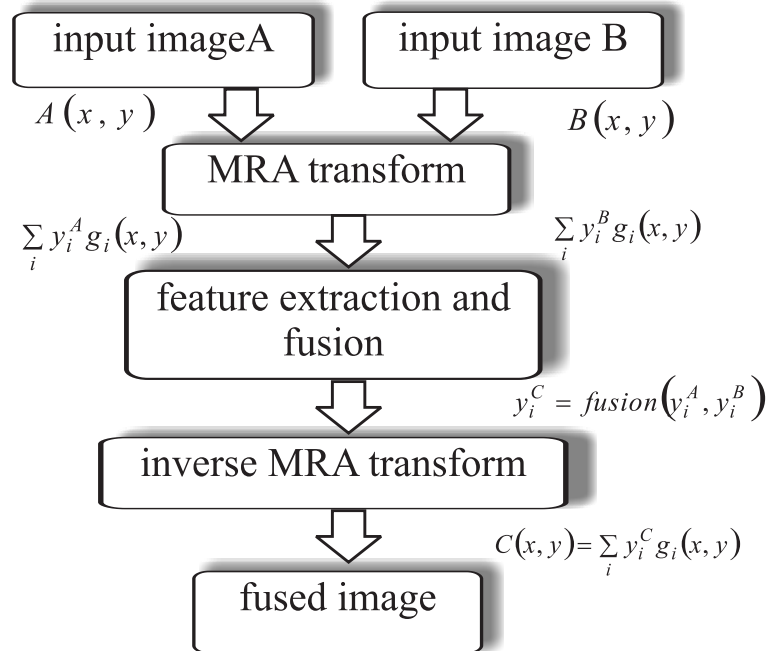 input imageA
input image B
A(x, y)
B(x, y)
MRA transform
∑_i y_i^A g_i(x, y)
∑_i y_i^B g_i(x, y)
feature extraction and
fusion
y_i^C = fusion(y_i^A, y_i^B)
inverse MRA transform
C(x, y)=∑_i y_i^C g_i(x, y)
fused image